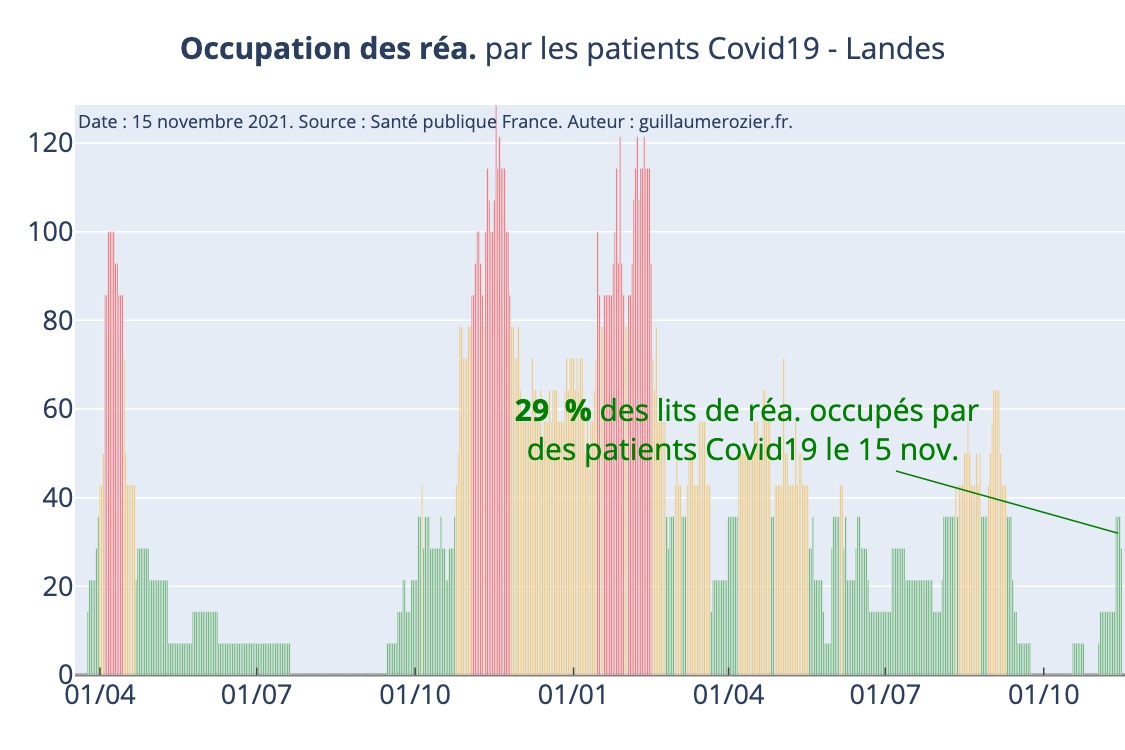 Occupation des réa. par les patients Covid19 - Landes
Date : 15 novembre 2021. Source : Santé publique France. Auteur : guillaumerozier.fr.
120
100
80
60
40
20
0
29 % des lits de réa. occupés par
des patients Covid19 le 15 nov.
01/04 01/07 01/10 01/01 01/04 01/07 01/10